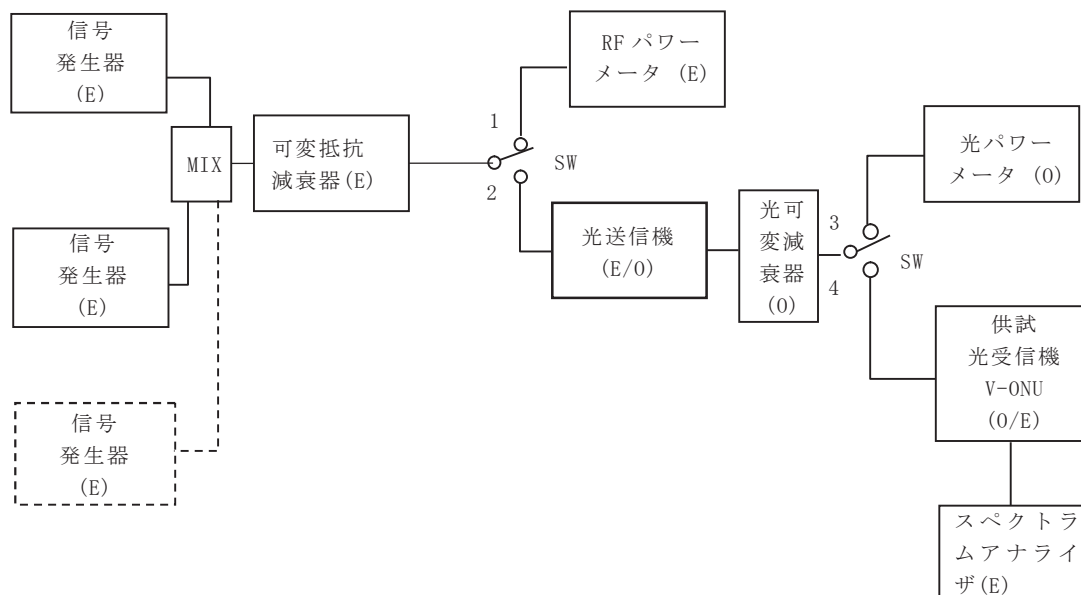 信号
発生器
(E)
MIX
可変抵抗
減衰器(E)
信号
発生器
(E)
信号
発生器
(E)
RF パワー
メータ (E)
1
SW
2
光送信機
(E/O)
光可
変減
衰器
(O)
3
SW
4
光パワー
メータ (O)
供試
光受信機
V-ONU
(O/E)
スペクトラ
ムアナライ
ザ(E)